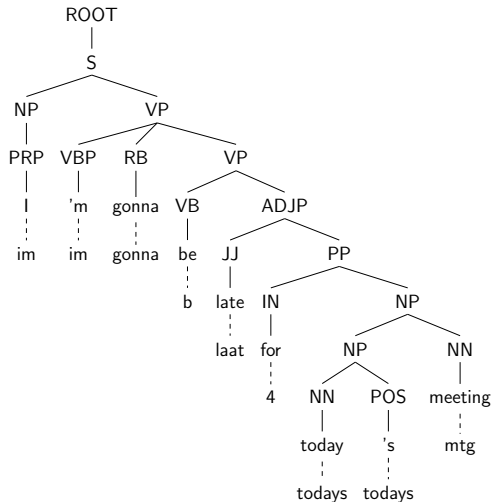 ROOT
S
NP VP
PRP VBP RB VP
I 'm gonna VB ADJP
im im gonna be JJ PP
b late IN NP
laat for NP NN
4 NN POS meeting
today 's mtg
todays todays